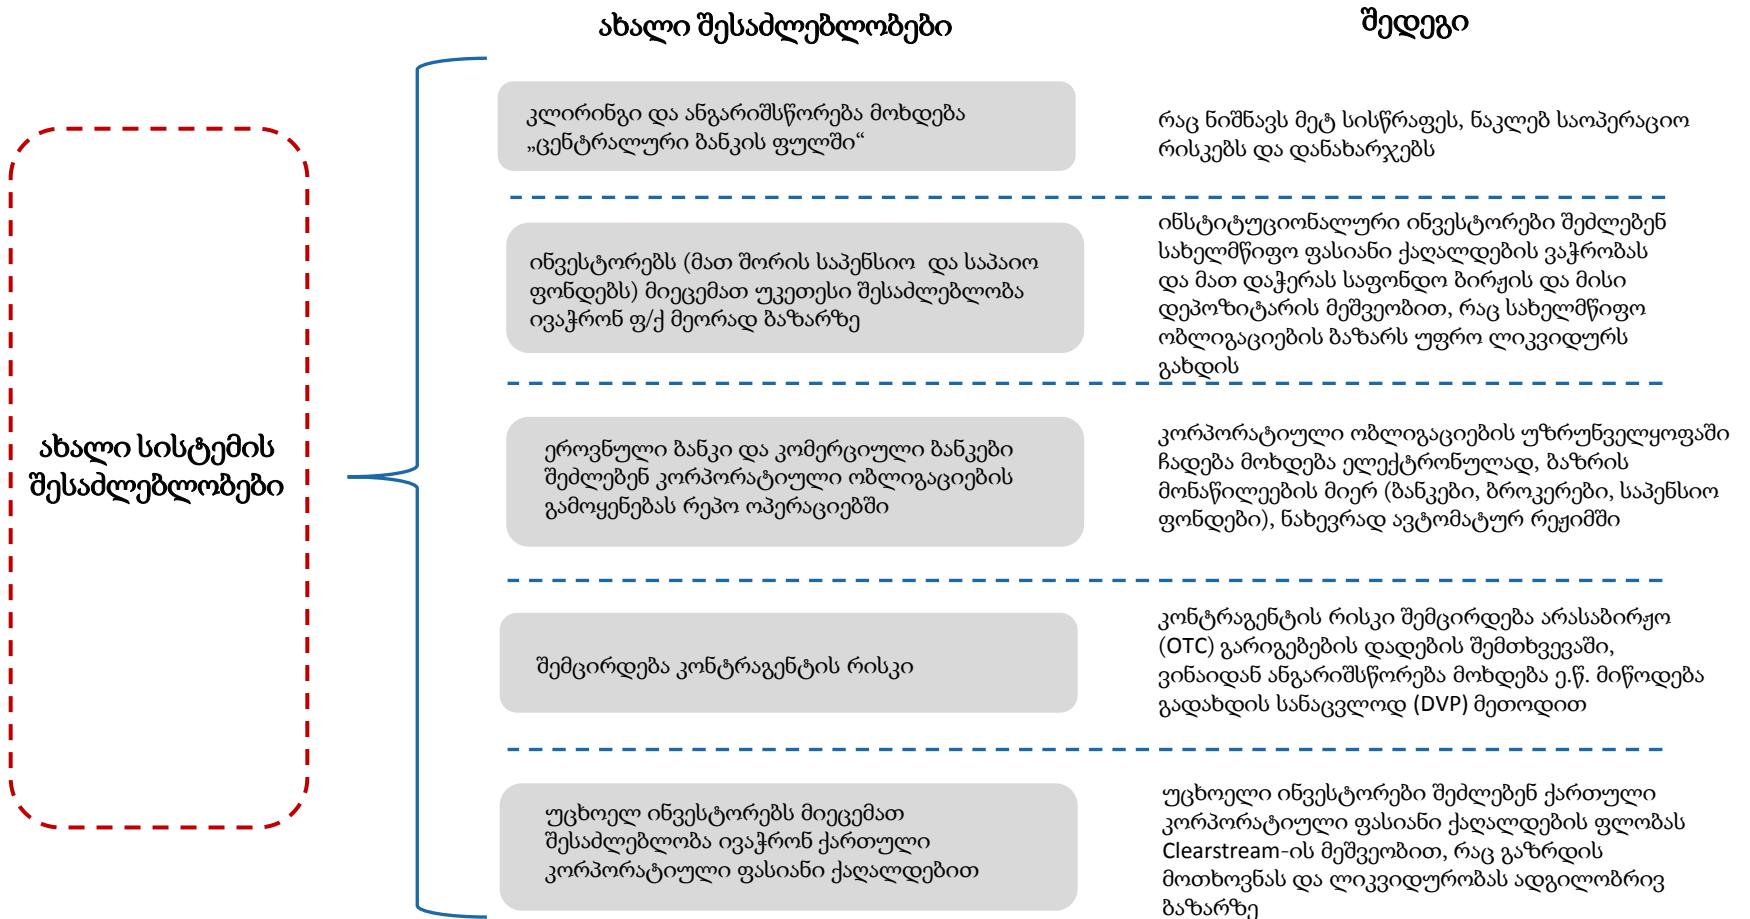 ახალი შესაძლებლობები
შედეგი
ახალი სისტემის
შესაძლებლობები
კლირინგი და ანგარიშსწორება მოხდება
„ცენტრალური ბანკის ფულში“
რაც ნიშნავს მეტ სისწრაფეს, ნაკლებ საოპერაციო
რისკებს და დანახარჯებს
ინვესტორებს (მათ შორის საპენსიო და საპაიო
ფონდებს) მიეცემათ უკეთესი შესაძლებლობა
ივაჭრონ ფ/ქ მეორად ბაზარზე
ინსტიტუციონალური ინვესტორები შეძლებენ
სახელმწიფო ფასიანი ქაღალდების ვაჭრობას
და მათ დაჭერას საფონდო ბირჟის და მისი
დეპოზიტარის მეშვეობით, რაც სახელმწიფო
ობლიგაციების ბაზარს უფრო ლიკვიდურს
გახდის
ეროვნული ბანკი და კომერციული ბანკები
შეძლებენ კორპორატიული ობლიგაციების
გამოყენებას რეპო ოპერაციებში
კორპორატიული ობლიგაციების უზრუნველყოფაში
ჩადება მოხდება ელექტრონულად, ბაზრის
მონაწილეების მიერ (ბანკები, ბროკერები, საპენსიო
ფონდები), ნახევრად ავტომატურ რეჟიმში
შემცირდება კონტრაგენტის რისკი
კონტრაგენტის რისკი შემცირდება არასაბირჟო
(OTC) გარიგებების დადების შემთხვევაში,
ვინაიდან ანგარიშსწორება მოხდება ე.წ. მიწოდება
გადახდის სანაცვლოდ (DVP) მეთოდით
უცხოელ ინვესტორებს მიეცემათ
შესაძლებლობა ივაჭრონ ქართული
კორპორატიული ფასიანი ქაღალდებით
უცხოელი ინვესტორები შეძლებენ ქართული
კორპორატიული ფასიანი ქაღალდების ფლობას
Clearstream-ის მეშვეობით, რაც გაზრდის
მოთხოვნას და ლიკვიდურობას ადგილობრივ
ბაზარზე